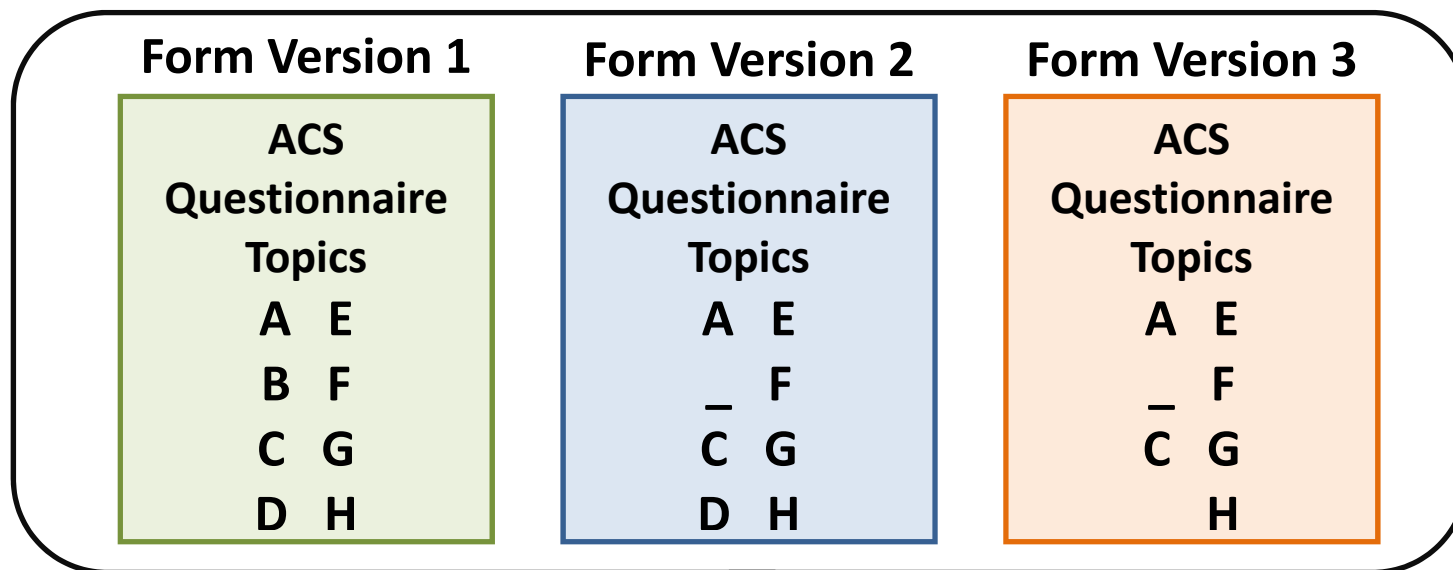 Form Version 1
ACS
Questionnaire
Topics
A E
B F
C G
D H
Form Version 2
ACS
Questionnaire
Topics
A E
_ F
C G
D H
Form Version 3
ACS
Questionnaire
Topics
A E
_ F
C G
H